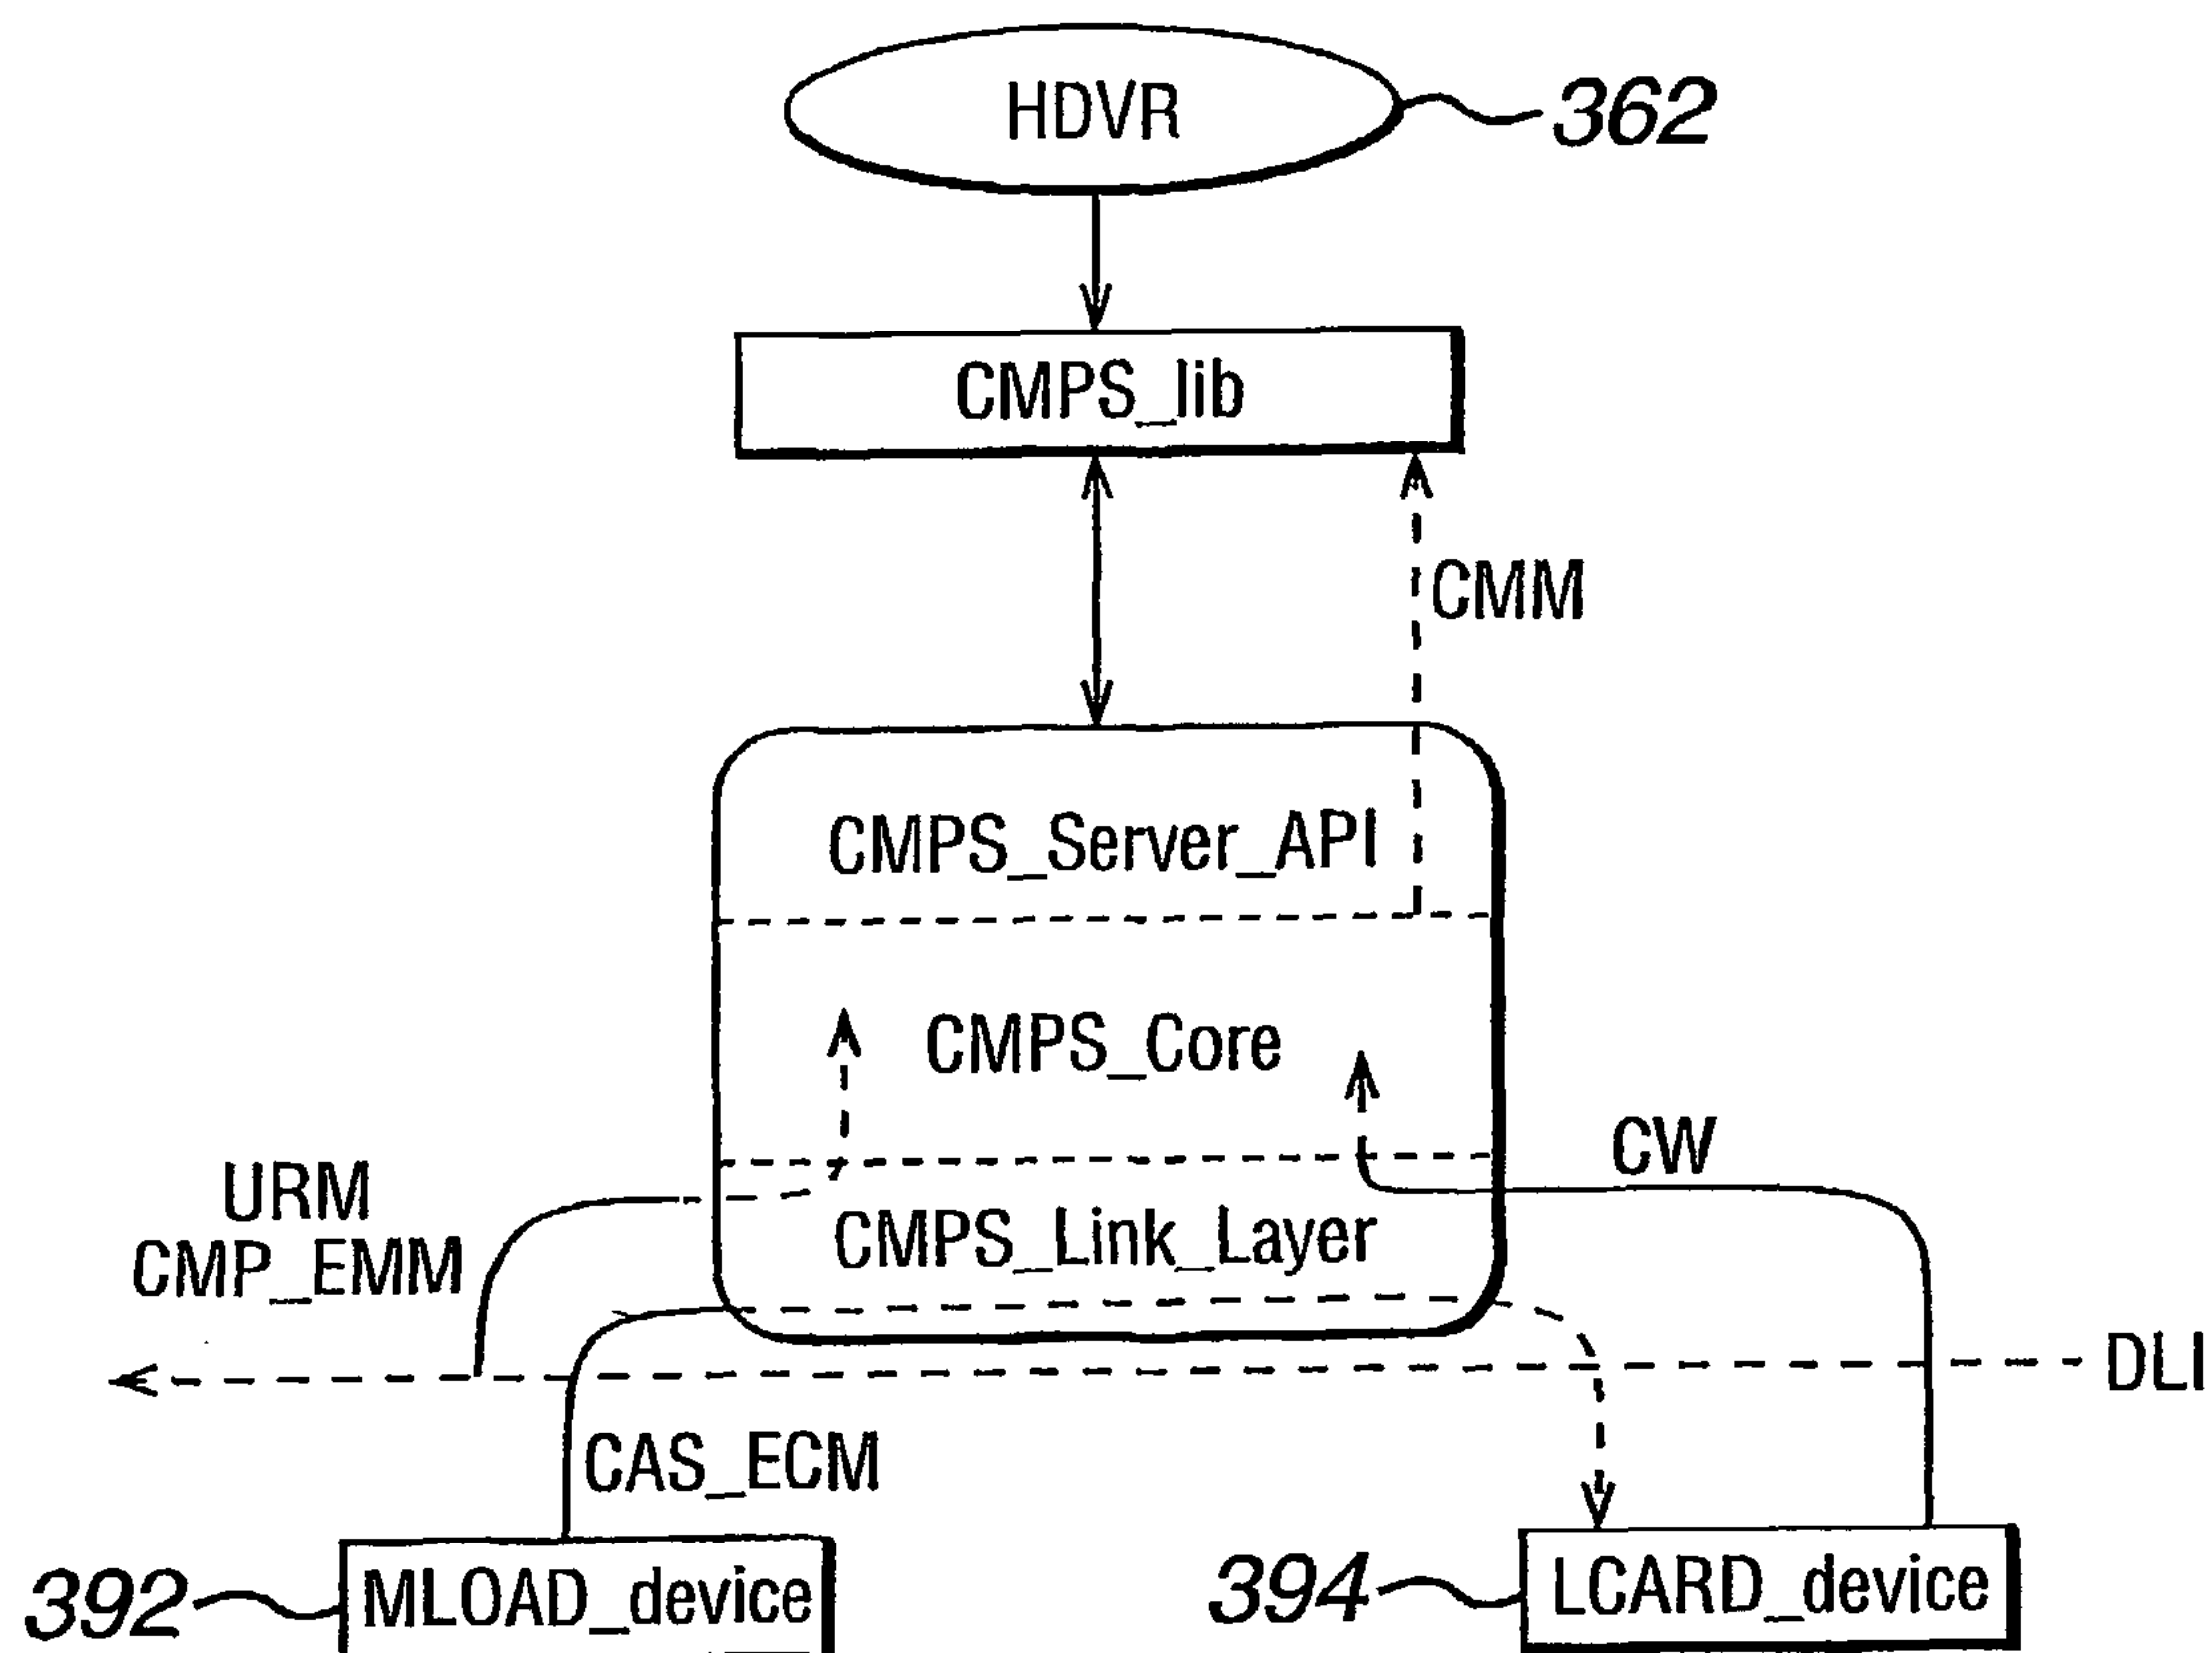 HDVR
362
CMPS_lib
CMM
CMPS_Server_API
CMPS_Core
CW
URM
CMP_EMM
CMPS_Link_Layer
DLI
CAS_ECM
392
MLOAD_device
394
LCARD_device